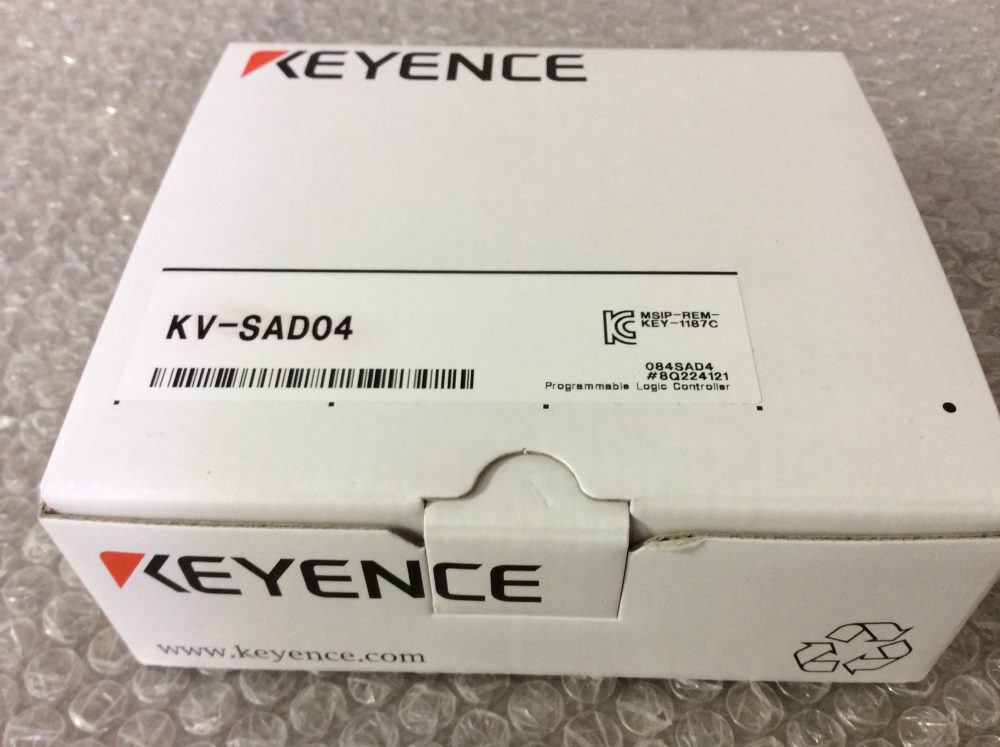 KEYENCE
KV-SAD04
MSIP-REM-
KEY-1187C
084SAD4
#8Q224121
Programmable Logic Controller
KEYENCE
www.keyence.com